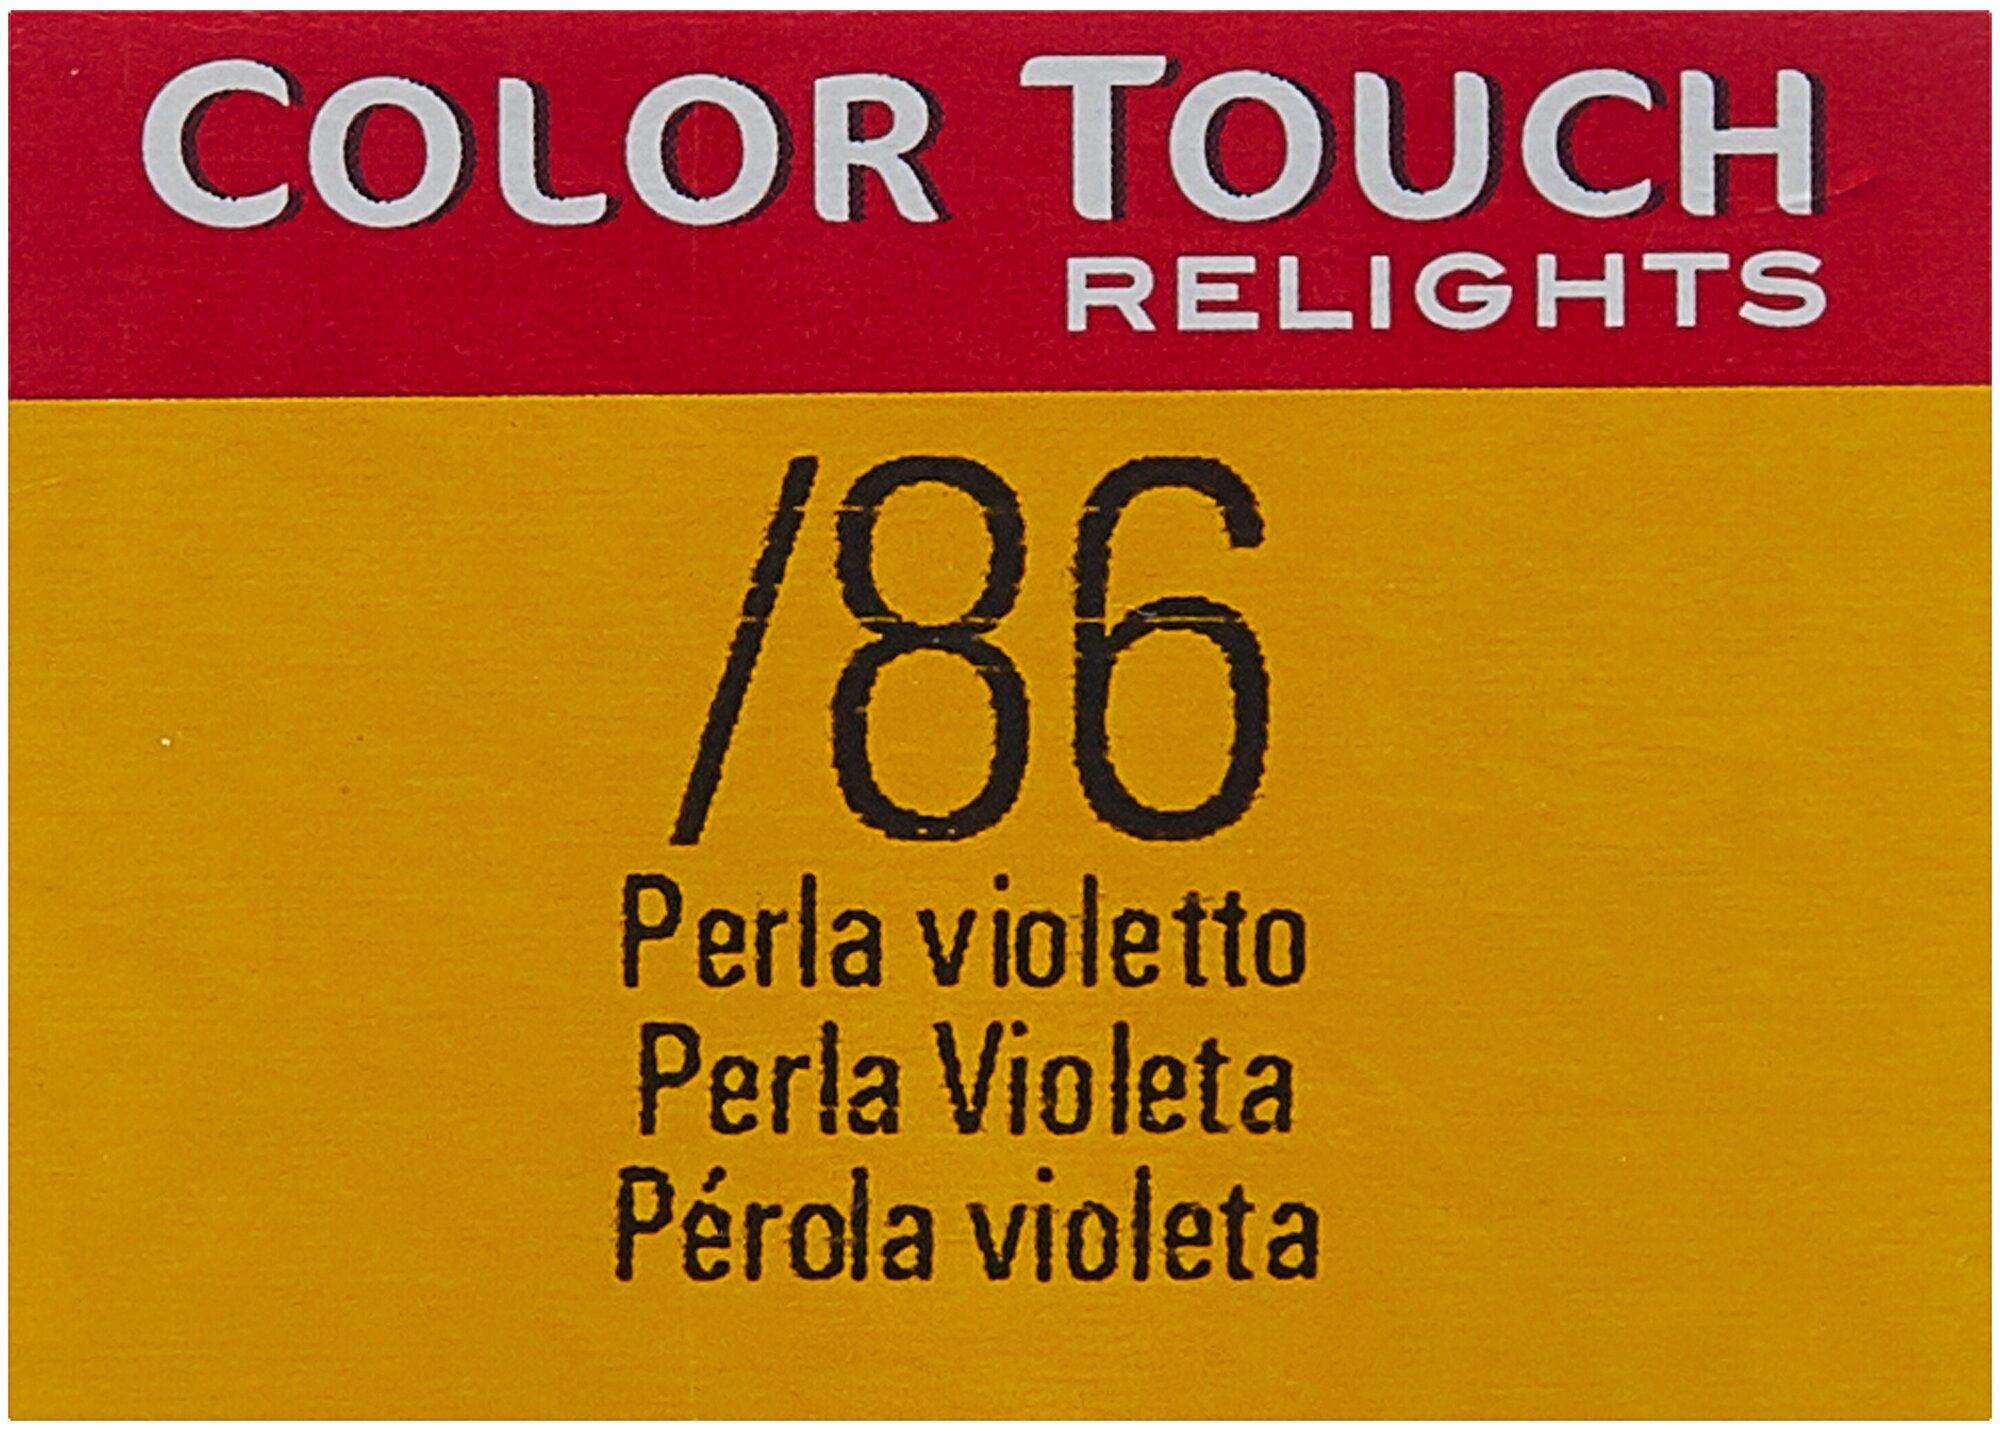 COLOR TOUCH
RELIGHTS
/86
Perla violetto
Perla Violeta
Pérola violeta